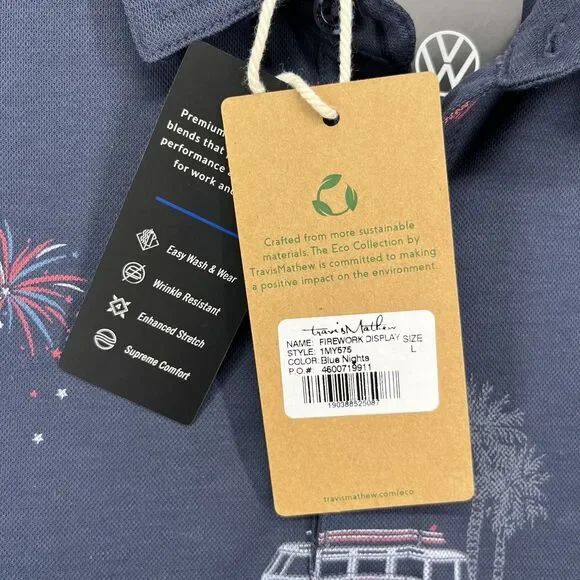 Premium
blends that
performance
for work and
Easy Wash & Wear
Wrinkle Resistant
Enhanced Stretch
Supreme Comfort
VW
Crafted from more sustainable
materials. The Eco Collection by
TravisMathew is committed to making
a positive impact on the environment.
TravisMathew
NAME: FIREWORK DISPLAY SIZE
STYLE: 1MY575 L
COLOR: Blue Nights
P.O.# 4600719911
190388525081
travismathew.com/eco